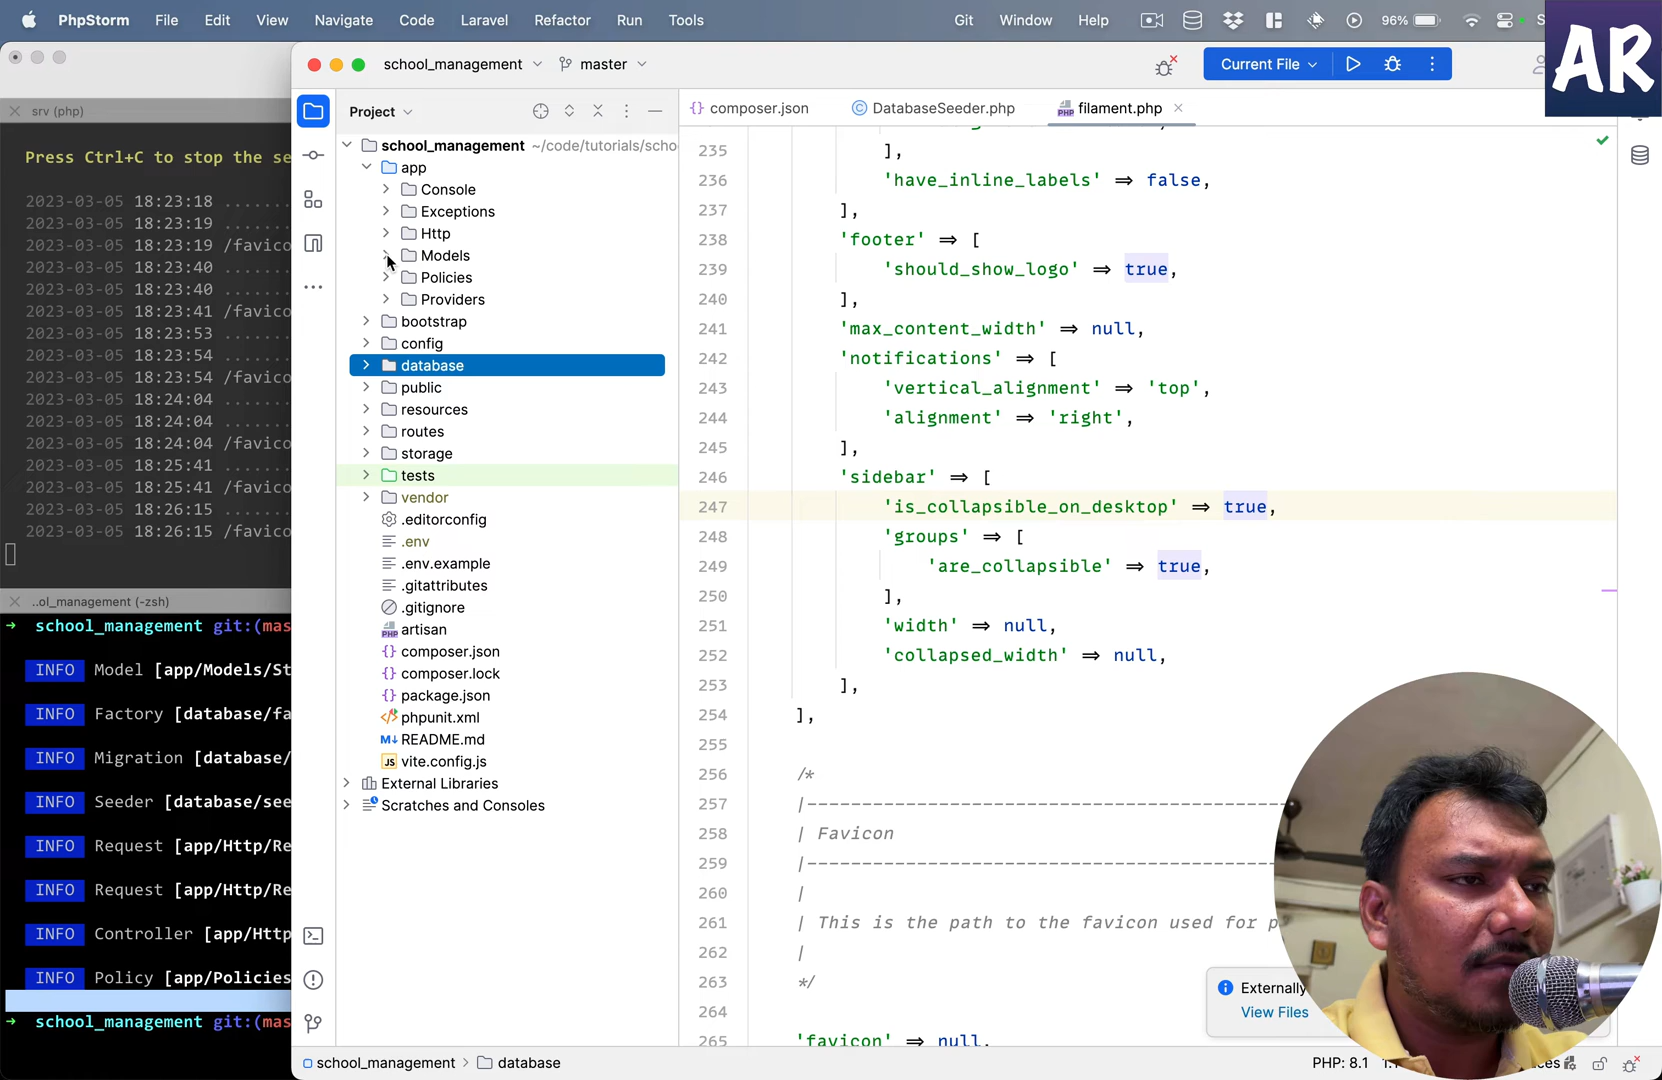 PhpStorm File Edit View Navigate Code Laravel Refactor Run Tools Git Window Help 96%
AR
school_management master Current File
srv (php)
Press Ctrl+C to stop the se
2023-03-05 18:23:18 ........
2023-03-05 18:23:19 ........
2023-03-05 18:23:19 /favico
2023-03-05 18:23:40 ........
2023-03-05 18:23:40 ........
2023-03-05 18:23:41 /favico
2023-03-05 18:23:53 ........
2023-03-05 18:23:54 ........
2023-03-05 18:23:54 /favico
2023-03-05 18:24:04 ........
2023-03-05 18:24:04 ........
2023-03-05 18:24:04 /favico
2023-03-05 18:25:41 ........
2023-03-05 18:25:41 /favico
2023-03-05 18:26:15 ........
2023-03-05 18:26:15 /favico
..ol_management (-zsh)
→ school_management git:(mas
INFO Model [app/Models/St
INFO Factory [database/fa
INFO Migration [database/
INFO Seeder [database/see
INFO Request [app/Http/Re
INFO Request [app/Http/Re
INFO Controller [app/Http
INFO Policy [app/Policies
→ school_management git:(mas
Project
school_management ~/code/tutorials/scho
app
Console
Exceptions
Http
Models
Policies
Providers
bootstrap
config
database
public
resources
routes
storage
tests
vendor
.editorconfig
.env
.env.example
.gitattributes
.gitignore
artisan
composer.json
composer.lock
package.json
phpunit.xml
README.md
vite.config.js
External Libraries
Scratches and Consoles
composer.json DatabaseSeeder.php filament.php
235 ],
236 'have_inline_labels' => false,
237 ],
238 'footer' => [
239 'should_show_logo' => true,
240 ],
241 'max_content_width' => null,
242 'notifications' => [
243 'vertical_alignment' => 'top',
244 'alignment' => 'right',
245 ],
246 'sidebar' => [
247 'is_collapsible_on_desktop' => true,
248 'groups' => [
249 'are_collapsible' => true,
250 ],
251 'width' => null,
252 'collapsed_width' => null,
253 ],
254 ],
255
256 /*
257 |--------------------------------------------
258 | Favicon
259 |--------------------------------------------
260 |
261 | This is the path to the favicon used for p
262 |
263 */
264
265 'favicon' => null,
Externally
View Files
school_management > database PHP: 8.1